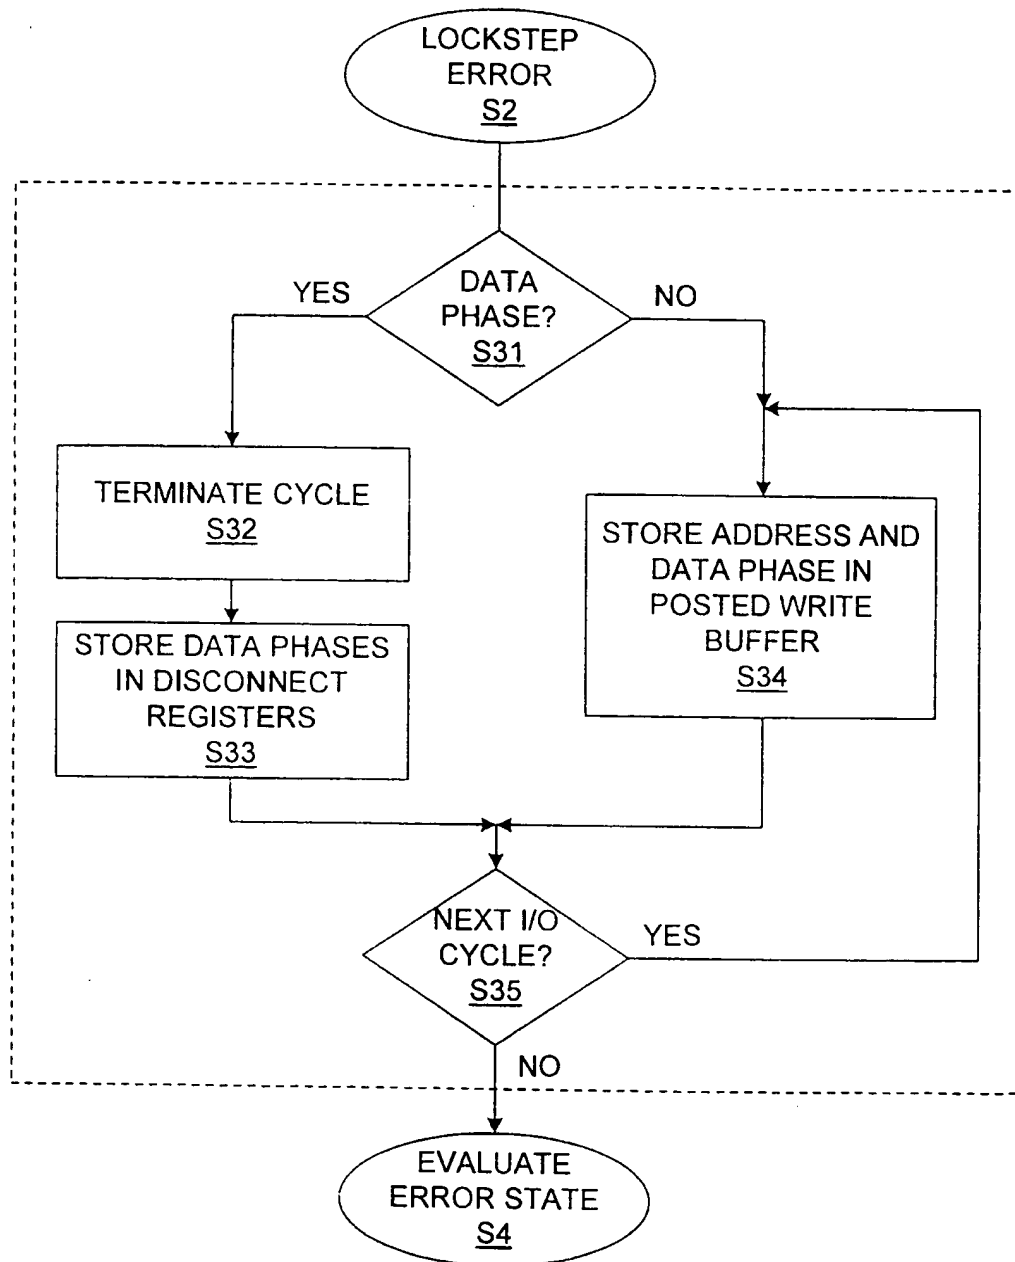 LOCKSTEP
ERROR
S2
DATA
PHASE?
S31
YES
NO
TERMINATE CYCLE
S32
STORE DATA PHASES
IN DISCONNECT
REGISTERS
S33
STORE ADDRESS AND
DATA PHASE IN
POSTED WRITE
BUFFER
S34
NEXT I/O
CYCLE?
S35
YES
NO
EVALUATE
ERROR STATE
S4